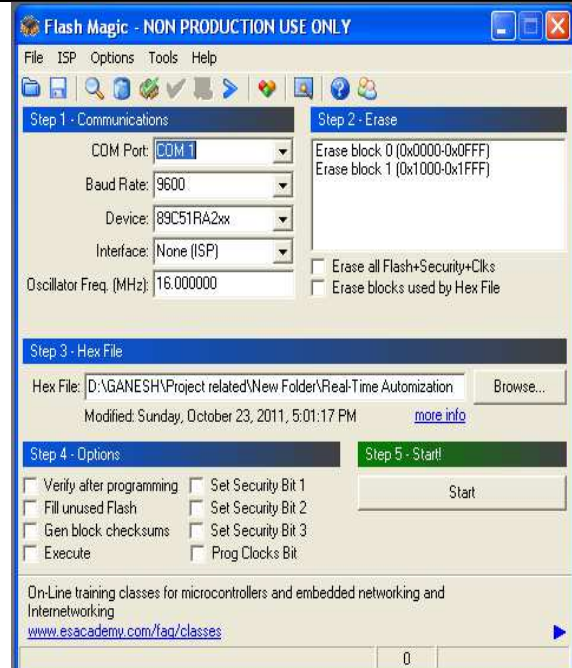 Flash Magic - NON PRODUCTION USE ONLY
File ISP Options Tools Help
Step 1 - Communications
COM Port: COM 1
Baud Rate: 9600
Device: 89C51RA2xx
Interface: None (ISP)
Oscillator Freq. (MHz): 16.000000
Step 2 - Erase
Erase block 0 (0x0000-0x0FFF)
Erase block 1 (0x1000-0x1FFF)
Erase all Flash+Security+Clks
Erase blocks used by Hex File
Step 3 - Hex File
Hex File: D:\GANESH\Project related\New Folder\Real-Time Automization Browse...
Modified: Sunday, October 23, 2011, 5:01:17 PM more info
Step 4 - Options
Verify after programming Set Security Bit 1
Fill unused Flash Set Security Bit 2
Gen block checksums Set Security Bit 3
Execute Prog Clocks Bit
Step 5 - Start!
Start
On-Line training classes for microcontrollers and embedded networking and
Internetworking
www.esacademy.com/faq/classes
0